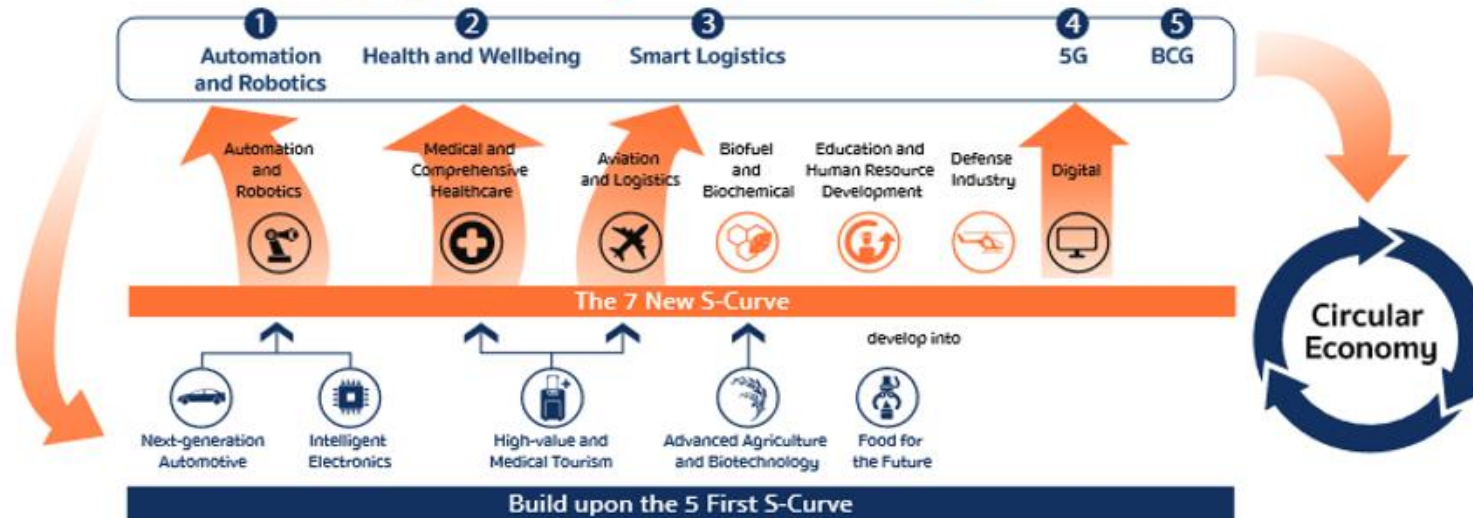 1
Automation
and Robotics
2
Health and Wellbeing
3
Smart Logistics
4
5G
5
BCG
Automation
and
Robotics
Medical and
Comprehensive
Healthcare
Aviation
and Logistics
Biofuel
and
Biochemical
Education and
Human Resource
Development
Defense
Industry
Digital
The 7 New S-Curve
develop into
Next-generation
Automotive
Intelligent
Electronics
High-value and
Medical Tourism
Advanced Agriculture
and Biotechnology
Food for
the Future
Build upon the 5 First S-Curve
Circular
Economy